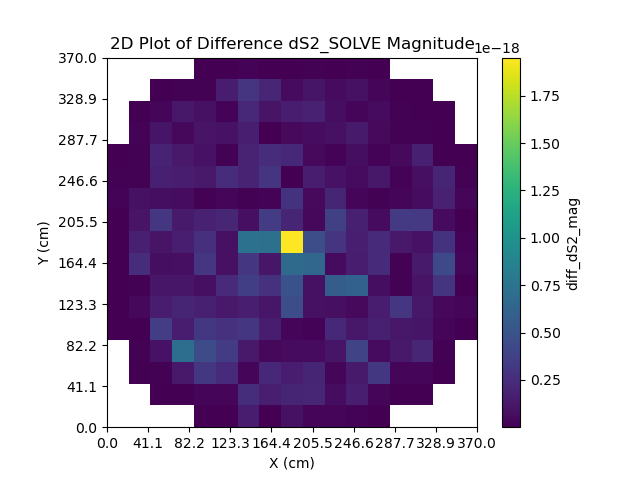 2D Plot of Difference dS2_SOLVE Magnitude
1e−18
370.0
328.9
287.7
246.6
205.5
164.4
123.3
82.2
41.1
0.0
Y (cm)
0.0 41.1 82.2 123.3 164.4 205.5 246.6 287.7 328.9 370.0
X (cm)
1.75
1.50
1.25
1.00
0.75
0.50
0.25
diff_dS2_mag